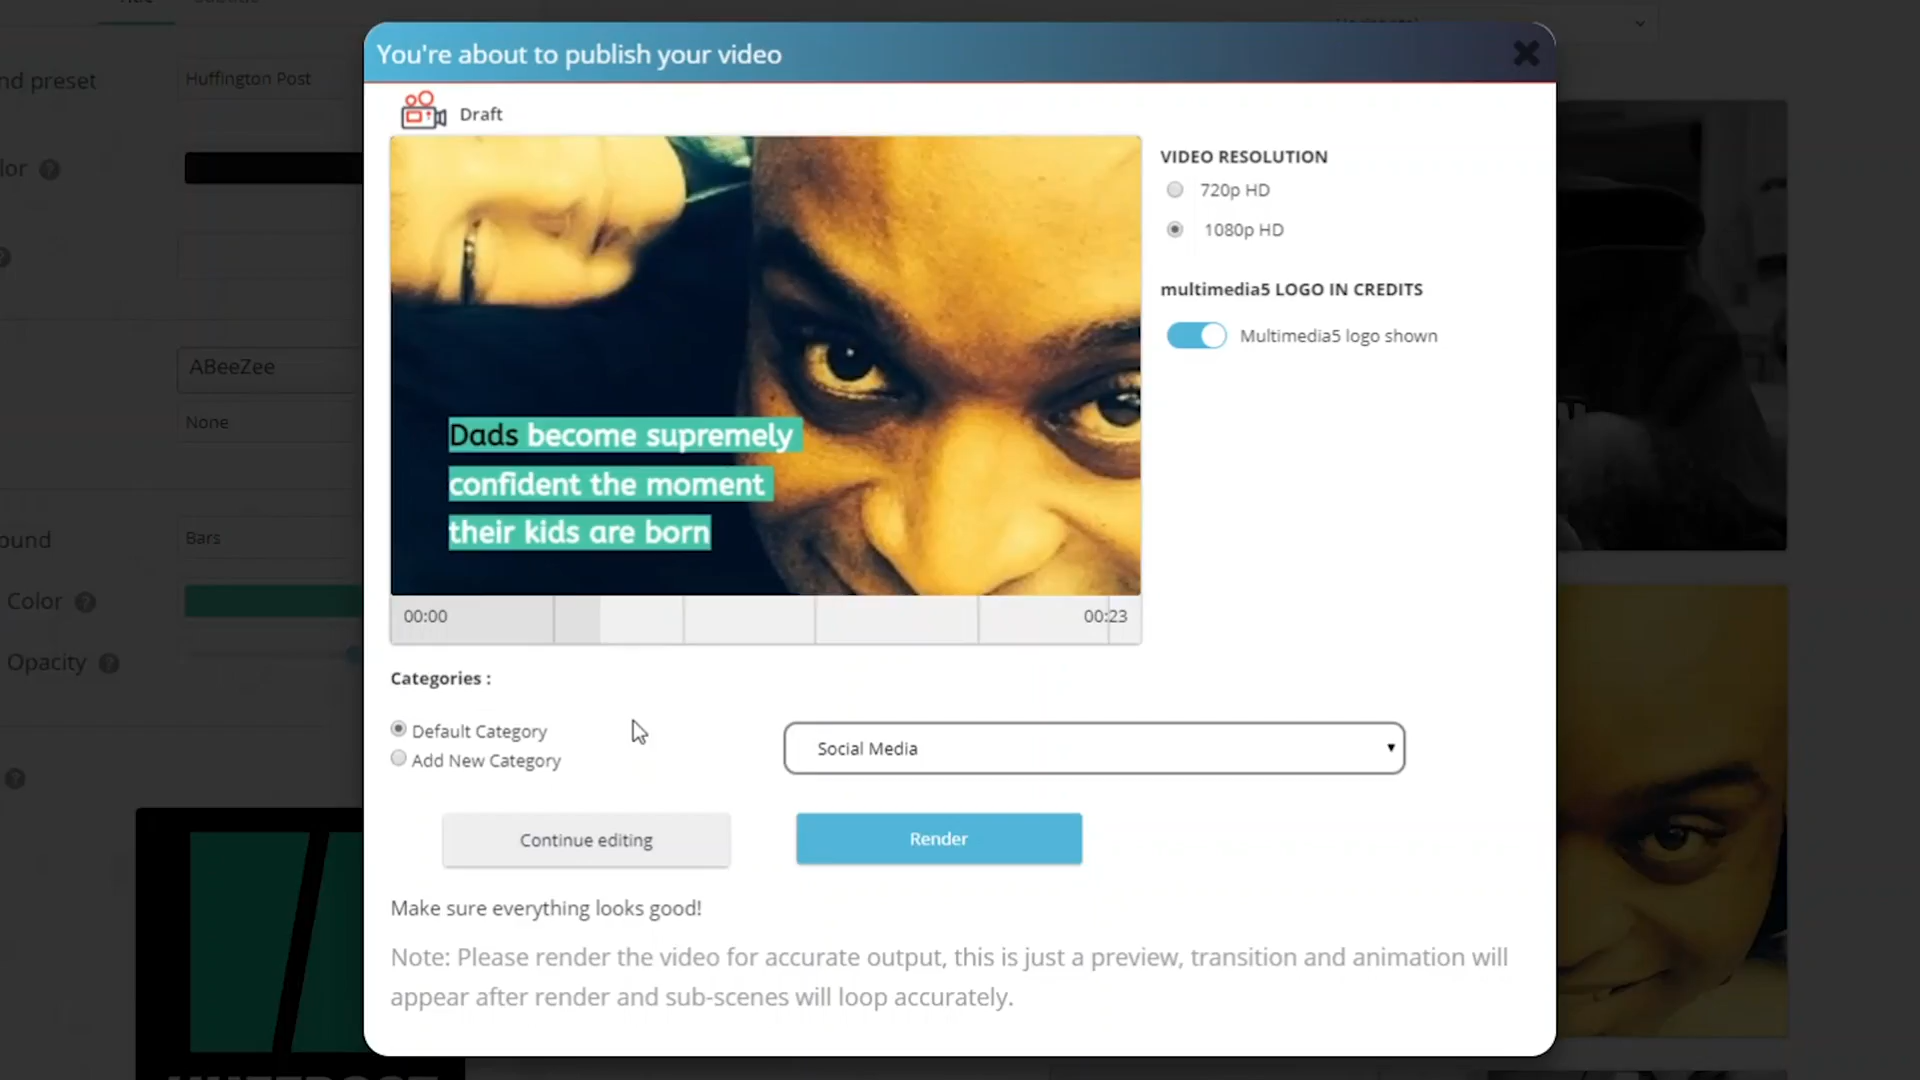 You're about to publish your video
nd preset
Huffington Post
Draft
VIDEO RESOLUTION
lor
720p HD
1080p HD
multimedia5 LOGO IN CREDITS
Multimedia5 logo shown
ABeeZee
None
Dads become supremely
confident the moment
their kids are born
ound
Bars
Color
00:00
00:23
Opacity
Categories :
Default Category
Add New Category
Social Media
Continue editing
Render
Make sure everything looks good!
Note: Please render the video for accurate output, this is just a preview, transition and animation will
appear after render and sub-scenes will loop accurately.